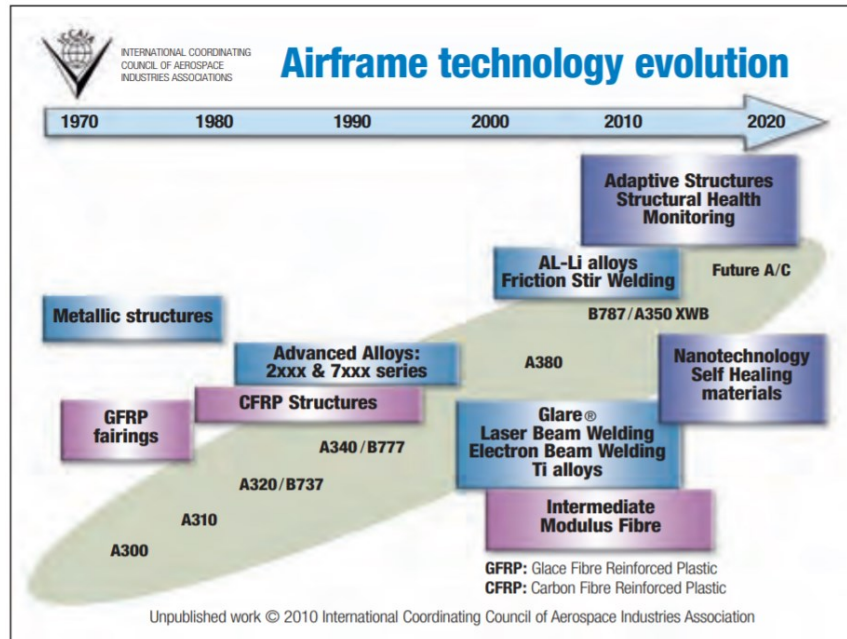 ICCAIA
INTERNATIONAL COORDINATING
COUNCIL OF AEROSPACE
INDUSTRIES ASSOCIATIONS
Airframe technology evolution
1970 1980 1990 2000 2010 2020
Adaptive Structures
Structural Health
Monitoring
AL-Li alloys
Friction Stir Welding
Future A/C
Metallic structures
B787/A350 XWB
Advanced Alloys:
2xxx & 7xxx series
A380
Nanotechnology
Self Healing
materials
GFRP
fairings
CFRP Structures
Glare®
Laser Beam Welding
Electron Beam Welding
Ti alloys
A340/B777
A320/B737
A310
A300
Intermediate
Modulus Fibre
GFRP: Glace Fibre Reinforced Plastic
CFRP: Carbon Fibre Reinforced Plastic
Unpublished work © 2010 International Coordinating Council of Aerospace Industries Association